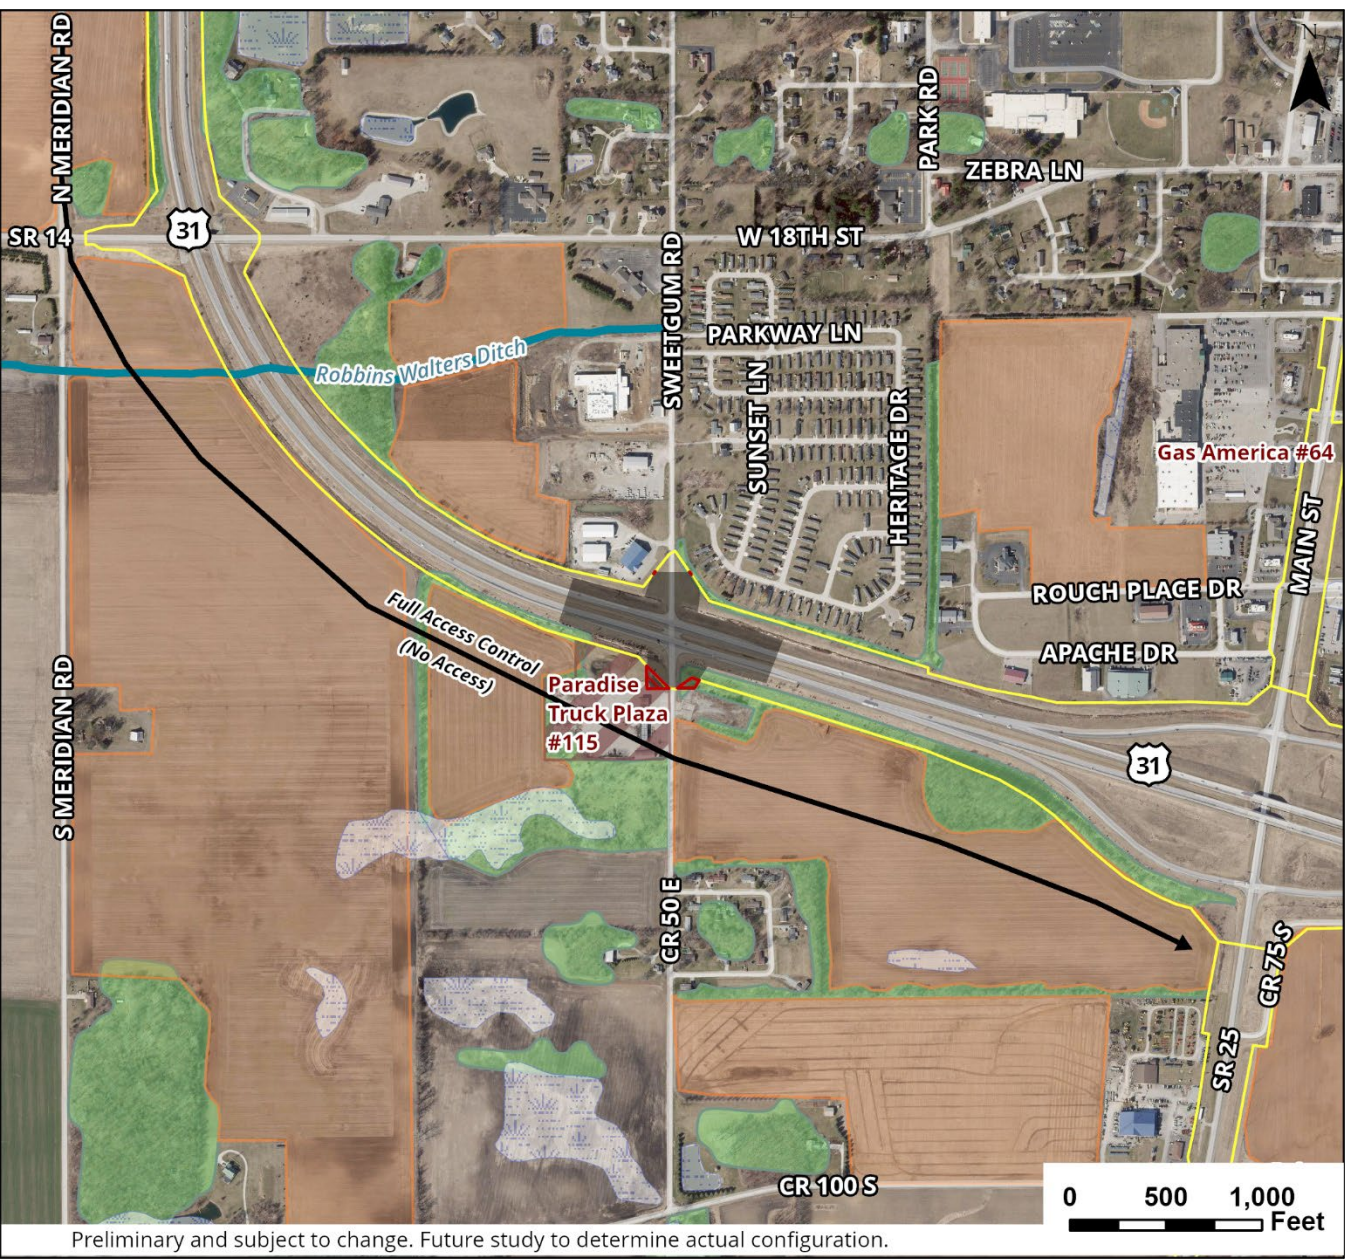 N MERIDIAN RD
PARK RD
N
ZEBRA LN
SR 14
31
W 18TH ST
SWEETGUM RD
PARKWAY LN
Robbins Walters Ditch
SUNSET LN
HERITAGE DR
Gas America #64
MAIN ST
ROUCH PLACE DR
APACHE DR
Full Access Control
(No Access)
Paradise
Truck Plaza
#115
S MERIDIAN RD
31
CR 50 E
CR 75 S
SR 25
CR 100 S
0 500 1,000
Feet
Preliminary and subject to change. Future study to determine actual configuration.